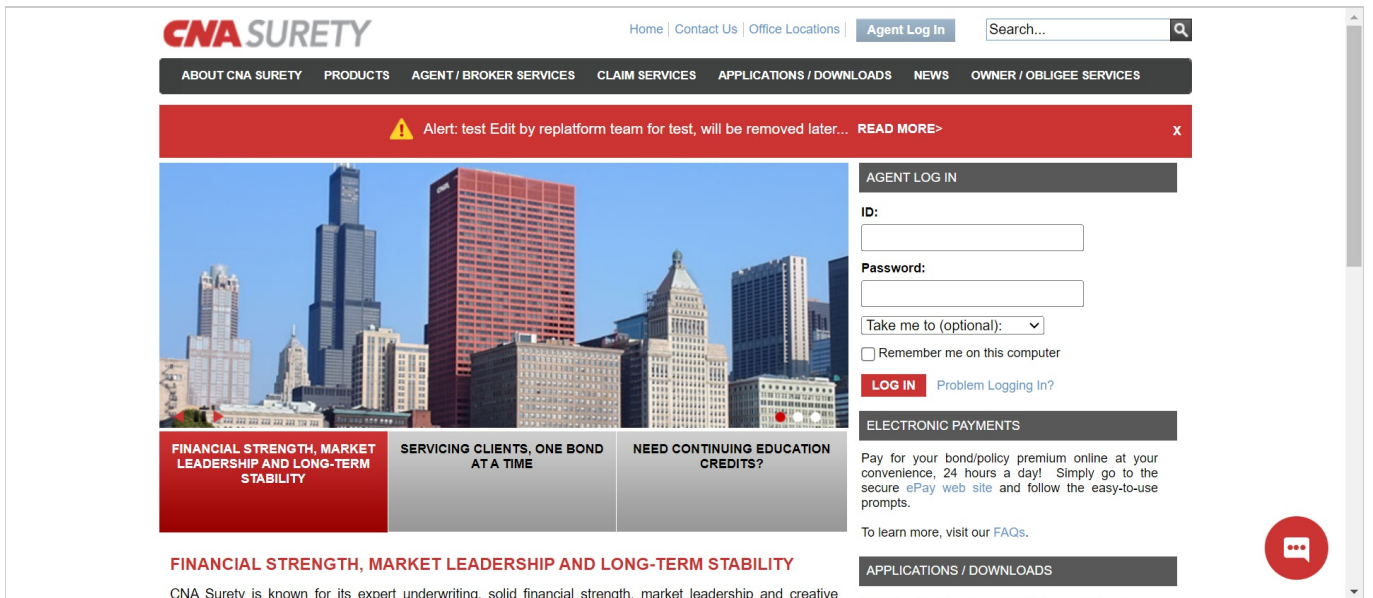 CNA SURETY
Home
Contact Us
Office Locations
Agent Log In
Search...
ABOUT CNA SURETY
PRODUCTS
AGENT / BROKER SERVICES
CLAIM SERVICES
APPLICATIONS / DOWNLOADS
NEWS
OWNER / OBLIGEE SERVICES
Alert: test Edit by replatform team for test, will be removed later... READ MORE>
X
CNA
FINANCIAL STRENGTH, MARKET
LEADERSHIP AND LONG-TERM
STABILITY
SERVICING CLIENTS, ONE BOND
AT A TIME
NEED CONTINUING EDUCATION
CREDITS?
FINANCIAL STRENGTH, MARKET LEADERSHIP AND LONG-TERM STABILITY
CNA Surety is known for its expert underwriting, solid financial strength, market leadership and creative
AGENT LOG IN
ID:
Password:
Take me to (optional):
Remember me on this computer
LOG IN
Problem Logging In?
ELECTRONIC PAYMENTS
Pay for your bond/policy premium online at your
convenience, 24 hours a day! Simply go to the
secure ePay web site and follow the easy-to-use
prompts.
To learn more, visit our FAQs.
APPLICATIONS / DOWNLOADS